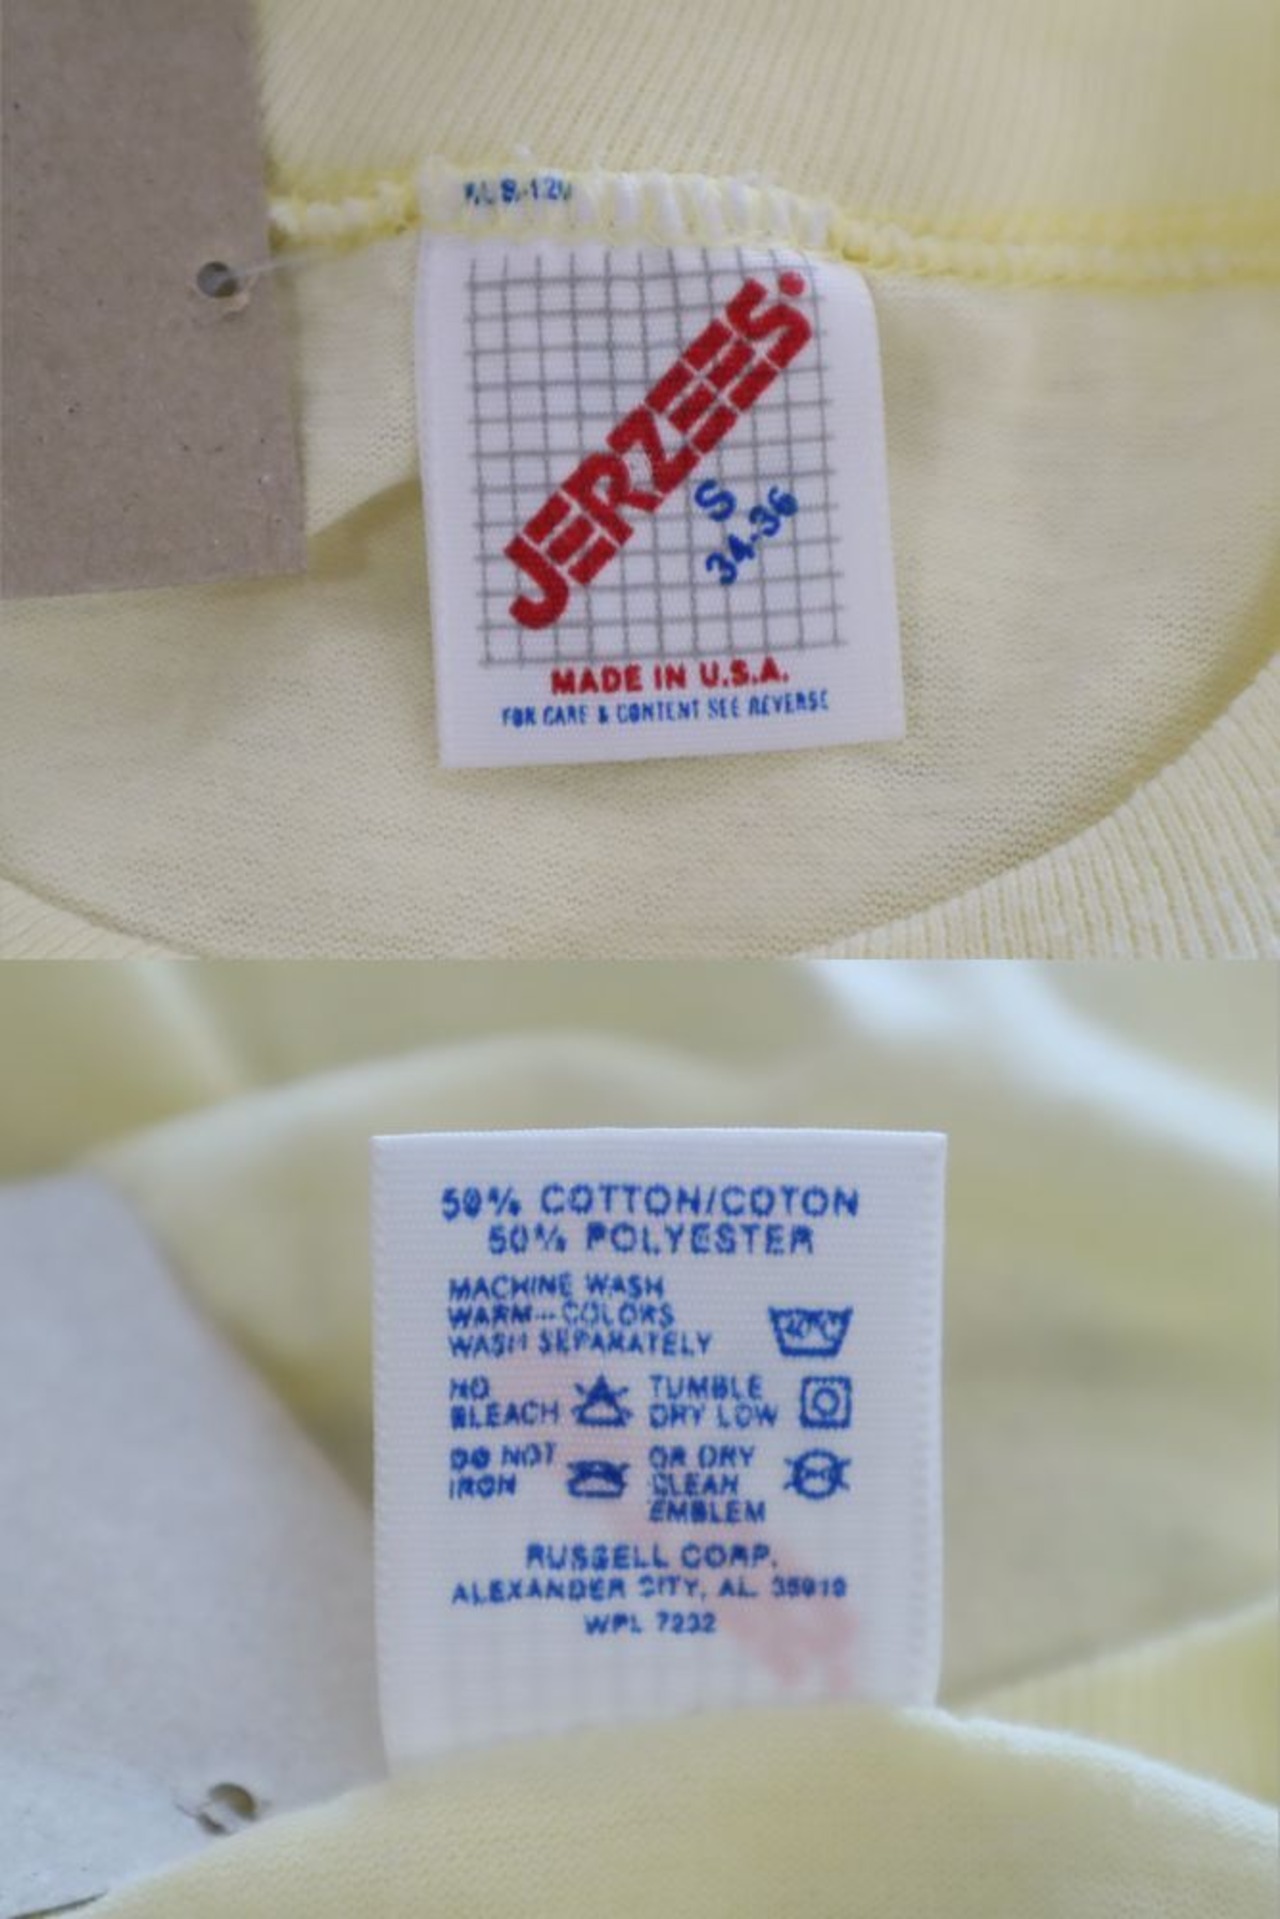 JERZEES
S
34-36
MADE IN U.S.A.
FOR CARE & CONTENT SEE REVERSE
50% COTTON/COTON
50% POLYESTER
MACHINE WASH
WARM--COLORS
WASH SEPARATELY
NO
BLEACH
TUMBLE
DRY LOW
DO NOT
IRON
OR DRY
CLEAN
EMBLEM
RUSSELL CORP.
ALEXANDER CITY, AL. 35010
WPL 7232